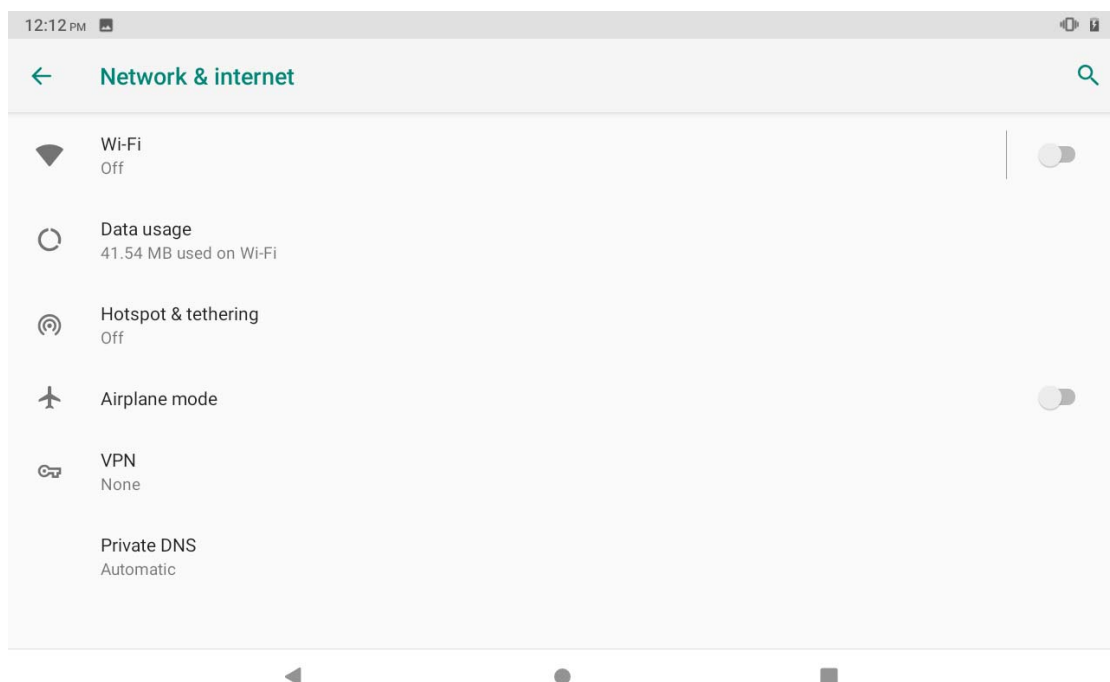 12:12 PM
Network & internet
Wi-Fi
Off
Data usage
41.54 MB used on Wi-Fi
Hotspot & tethering
Off
Airplane mode
VPN
None
Private DNS
Automatic